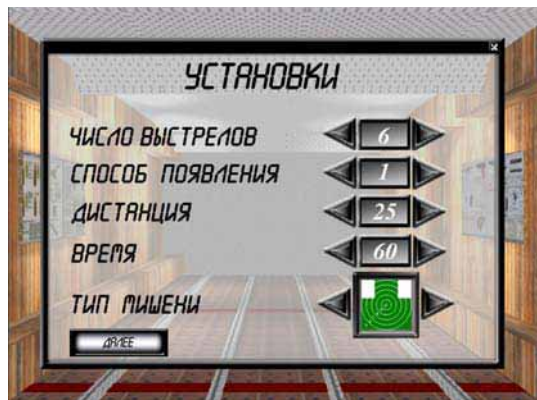 УСТАНОВКИ
ЧИСЛО ВЫСТРЕЛОВ 6
СПОСОБ ПОЯВЛЕНИЯ 1
ДИСТАНЦИЯ 25
ВРЕМЯ 60
ТИП МИШЕНИ
ДАЛЕЕ